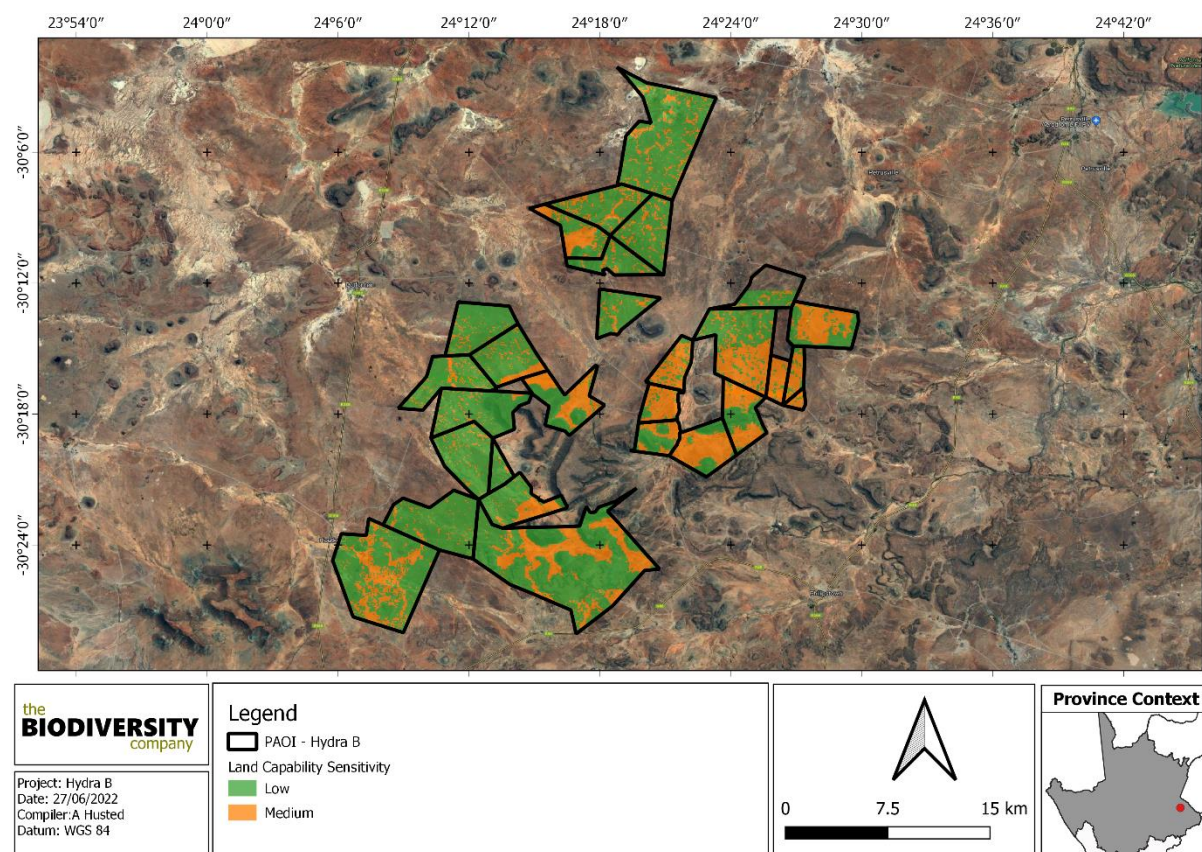 23°54′0″ 24°0′0″ 24°6′0″ 24°12′0″ 24°18′0″ 24°24′0″ 24°30′0″ 24°36′0″ 24°42′0″
-30°6′0″
-30°12′0″
-30°18′0″
-30°24′0″
Petrusville
the
BIODIVERSITY
company
Project: Hydra B
Date: 27/06/2022
Compiler:A Husted
Datum: WGS 84
Legend
PAOI - Hydra B
Land Capability Sensitivity
Low
Medium
0 7.5 15 km
Province Context